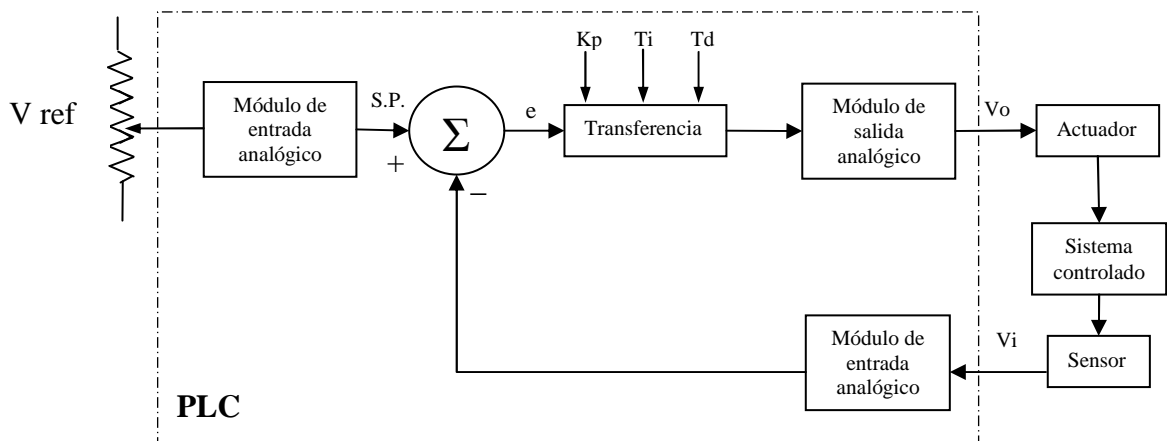 Kp
Ti
Td
V ref
Módulo de
entrada
analógico
S.P.
+
Σ
−
e
Transferencia
Módulo de
salida
analógico
Vo
Actuador
Sistema
controlado
Módulo de
entrada
analógico
Vi
Sensor
PLC